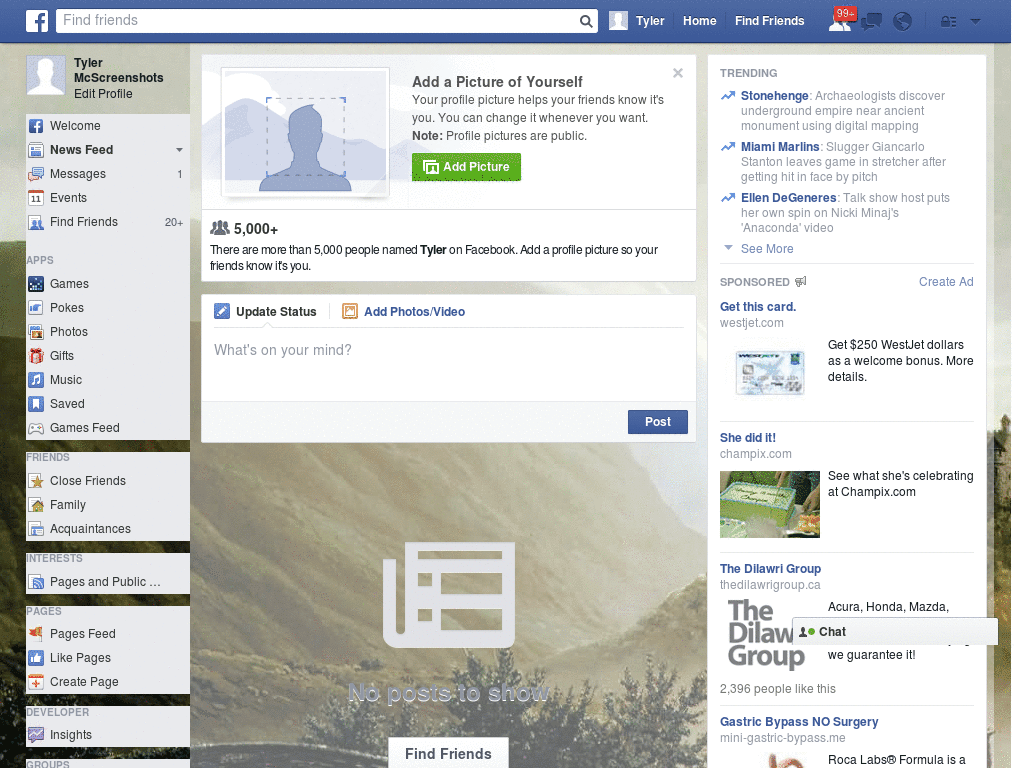 Find friends
Tyler
Home
Find Friends
99+
Tyler
McScreenshots
Edit Profile
Welcome
News Feed
Messages 1
11 Events
Find Friends 20+
APPS
Games
Pokes
Photos
Gifts
Music
Saved
Games Feed
FRIENDS
Close Friends
Family
Acquaintances
INTERESTS
Pages and Public ...
PAGES
Pages Feed
Like Pages
Create Page
DEVELOPER
Insights
GROUPS
Add a Picture of Yourself
Your profile picture helps your friends know it's
you. You can change it whenever you want.
Note: Profile pictures are public.
Add Picture
5,000+
There are more than 5,000 people named Tyler on Facebook. Add a profile picture so your
friends know it's you.
Update Status
Add Photos/Video
What's on your mind?
Post
No posts to show
Find Friends
TRENDING
Stonehenge: Archaeologists discover
underground empire near ancient
monument using digital mapping
Miami Marlins: Slugger Giancarlo
Stanton leaves game in stretcher after
getting hit in face by pitch
Ellen DeGeneres: Talk show host puts
her own spin on Nicki Minaj's
'Anaconda' video
See More
SPONSORED
Create Ad
Get this card.
westjet.com
WESTJET
Get $250 WestJet dollars
as a welcome bonus. More
details.
She did it!
champix.com
See what she's celebrating
at Champix.com
The Dilawri Group
thedilawrigroup.ca
The
Dilaw
Group
Acura, Honda, Mazda,
we guarantee it!
Chat
2,396 people like this
Gastric Bypass NO Surgery
mini-gastric-bypass.me
Roca Labs® Formula is a